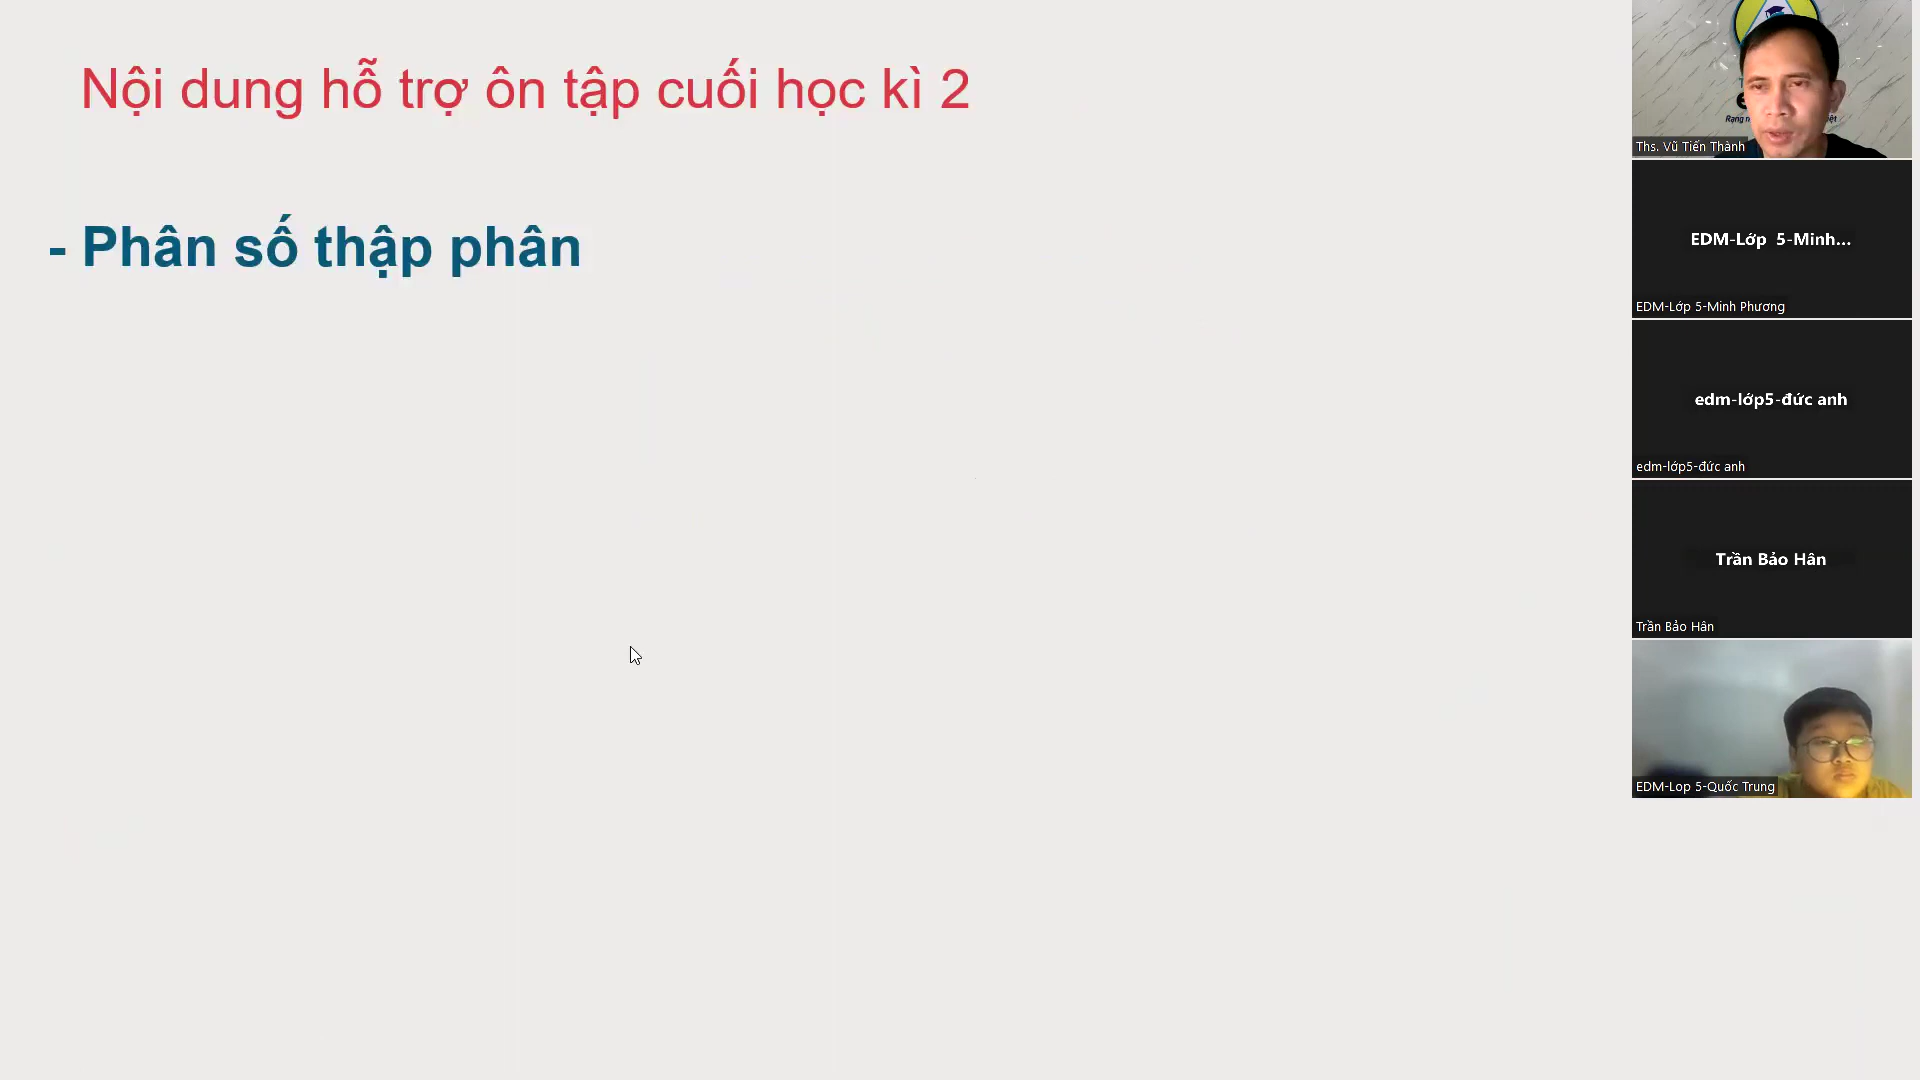 Nội dung hỗ trợ ôn tập cuối học kì 2
- Phân số thập phân
Ths. Vũ Tiến Thành
EDM-Lớp 5-Minh...
EDM-Lớp 5-Minh Phương
edm-lớp5-đức anh
edm-lớp5-đức anh
Trần Bảo Hân
Trần Bảo Hân
EDM-Lop 5-Quốc Trung